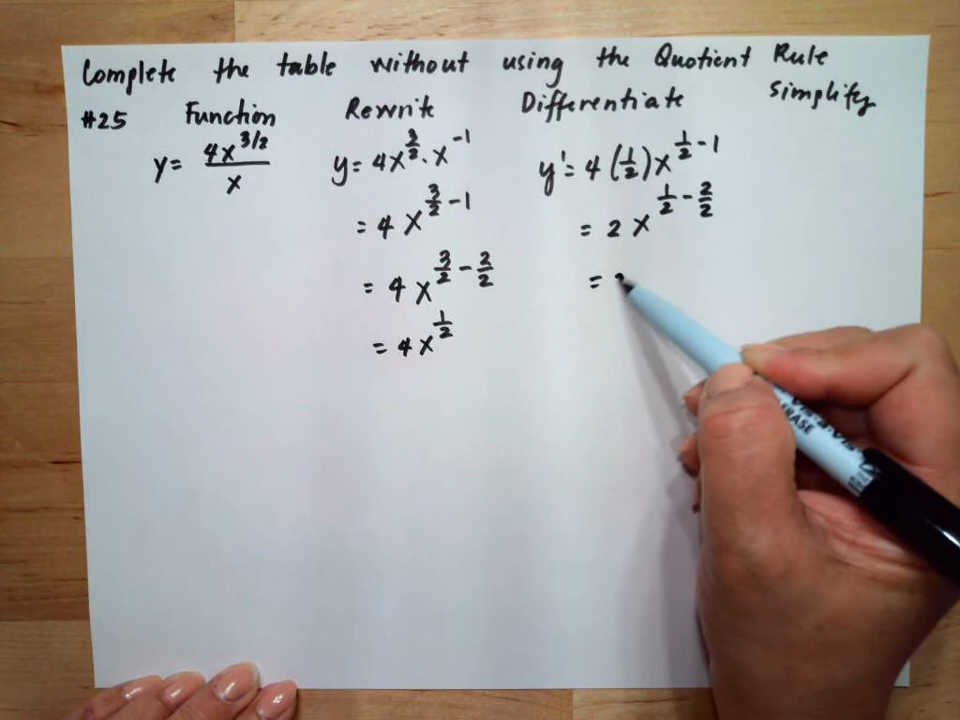 Complete the table without using the Quotient Rule
#25 Function Rewrite Differentiate Simplify
y = 4x^{3/2} / x
y = 4x^{3/2} · x^{-1}
= 4x^{3/2 - 1}
= 4x^{3/2 - 2/2}
= 4x^{1/2}
y' = 4(1/2)x^{1/2 - 1}
= 2x^{1/2 - 2/2}
=